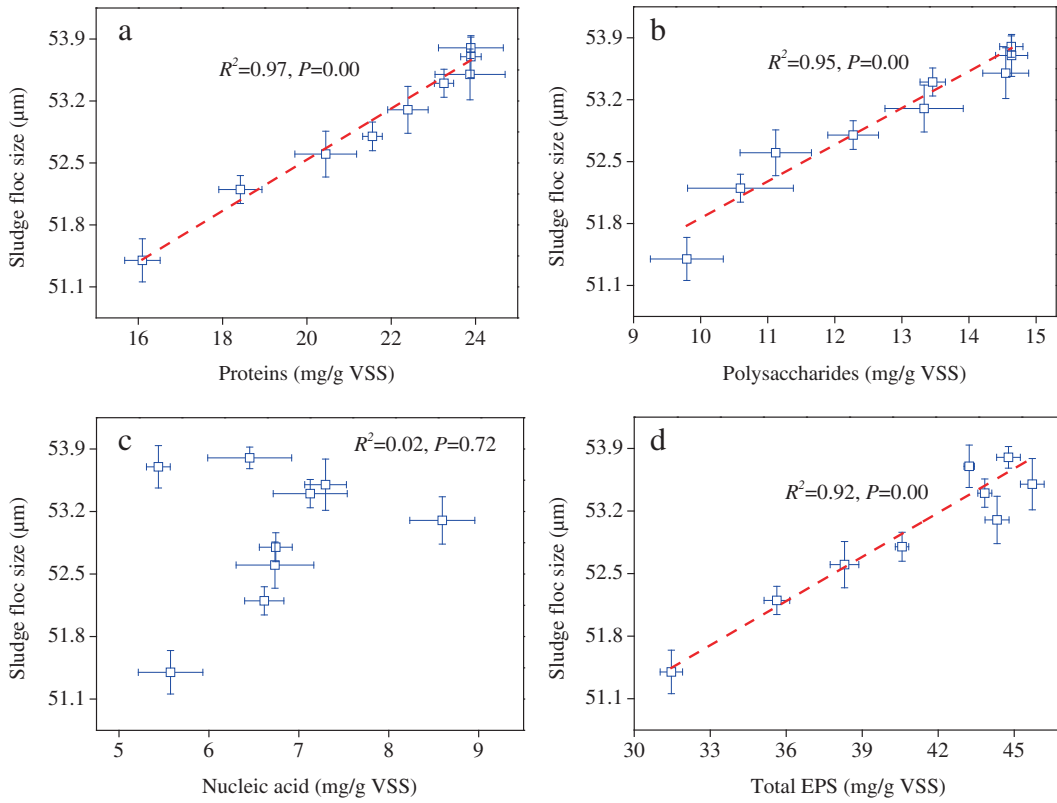 a
R²=0.97, P=0.00
53.9
53.2
52.5
51.8
51.1
Sludge floc size (μm)
16
18
20
22
24
Proteins (mg/g VSS)
b
R²=0.95, P=0.00
53.9
53.2
52.5
51.8
51.1
Sludge floc size (μm)
9
10
11
12
13
14
15
Polysaccharides (mg/g VSS)
c
R²=0.02, P=0.72
53.9
53.2
52.5
51.8
51.1
Sludge floc size (μm)
5
6
7
8
9
Nucleic acid (mg/g VSS)
d
R²=0.92, P=0.00
53.9
53.2
52.5
51.8
51.1
Sludge floc size (μm)
30
33
36
39
42
45
Total EPS (mg/g VSS)